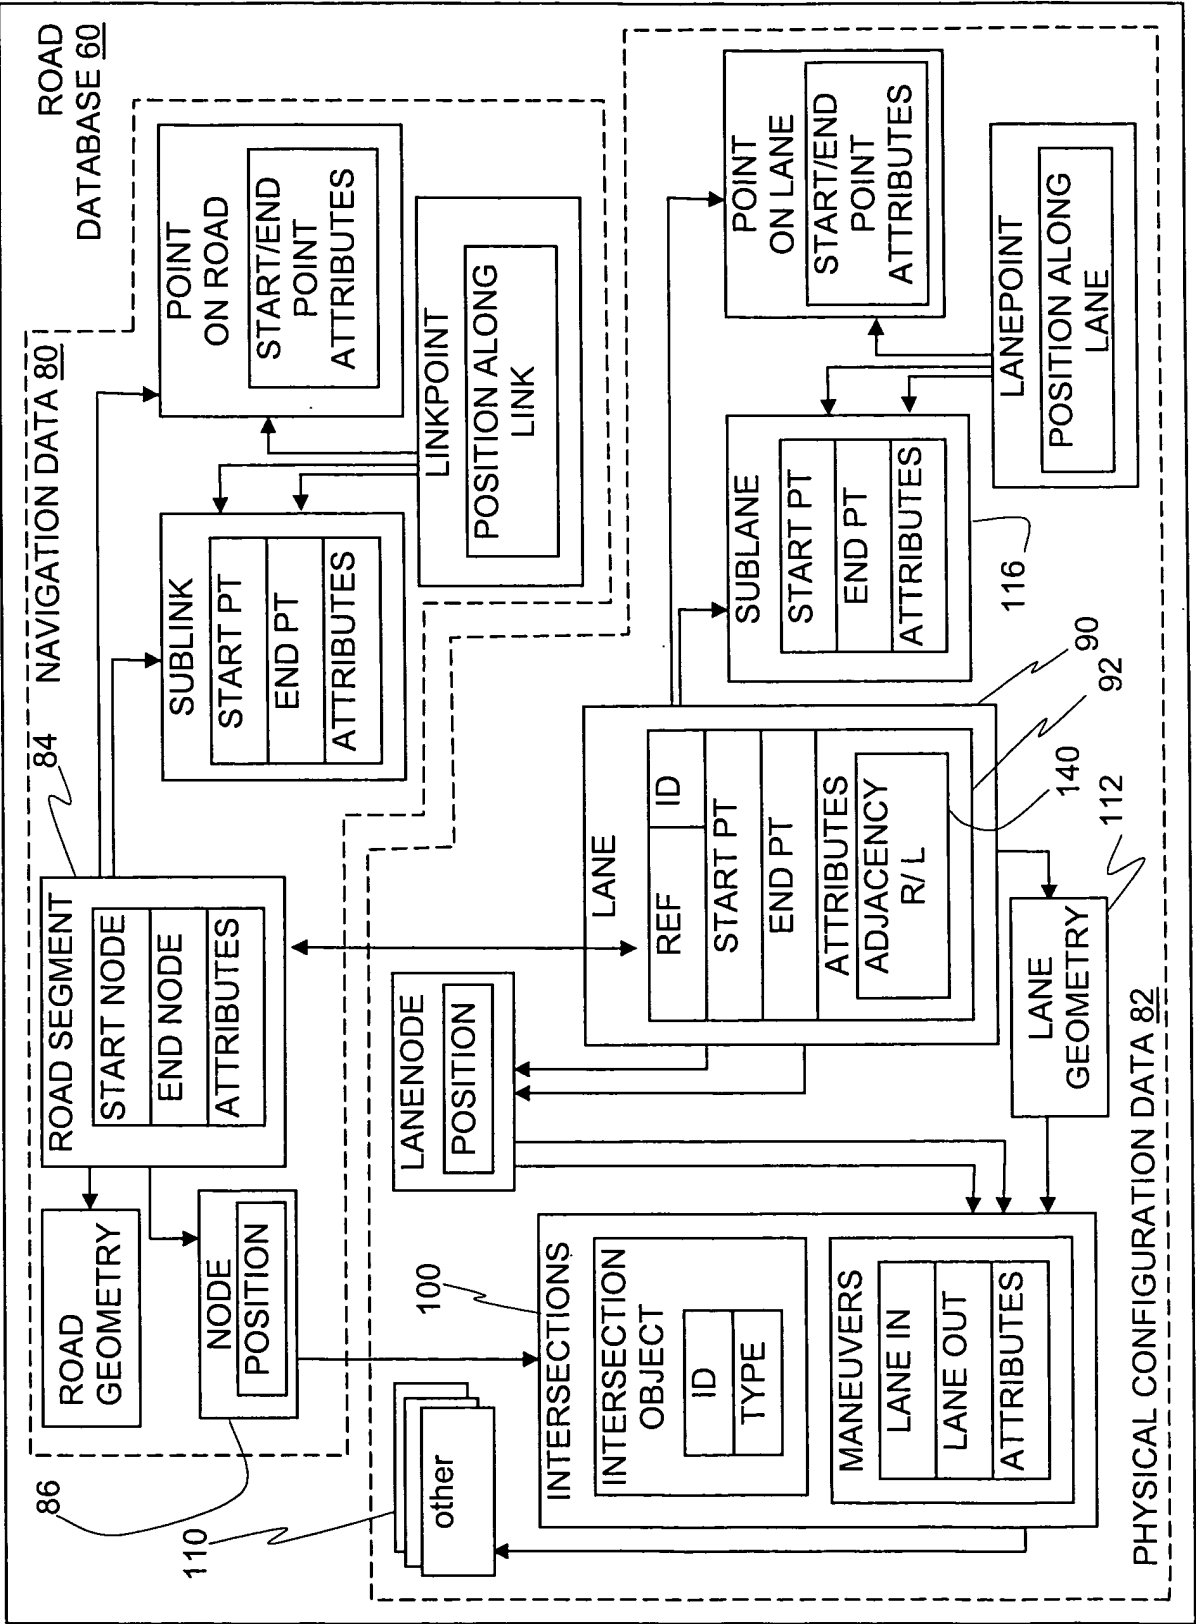 ROAD
DATABASE 60
NAVIGATION DATA 80
84
ROAD SEGMENT
START NODE
END NODE
ATTRIBUTES
ROAD
GEOMETRY
NODE
POSITION
86
SUBLINK
START PT
END PT
ATTRIBUTES
POINT
ON ROAD
START/END
POINT
ATTRIBUTES
LINKPOINT
POSITION ALONG
LINK
110
other
100
INTERSECTIONS
INTERSECTION
OBJECT
ID
TYPE
MANEUVERS
LANE IN
LANE OUT
ATTRIBUTES
LANENODE
POSITION
LANE
REF
ID
START PT
END PT
ATTRIBUTES
ADJACENCY
R/ L
90
92
140
112
LANE
GEOMETRY
SUBLANE
START PT
END PT
ATTRIBUTES
116
POINT
ON LANE
START/END
POINT
ATTRIBUTES
LANEPOINT
POSITION ALONG
LANE
PHYSICAL CONFIGURATION DATA 82